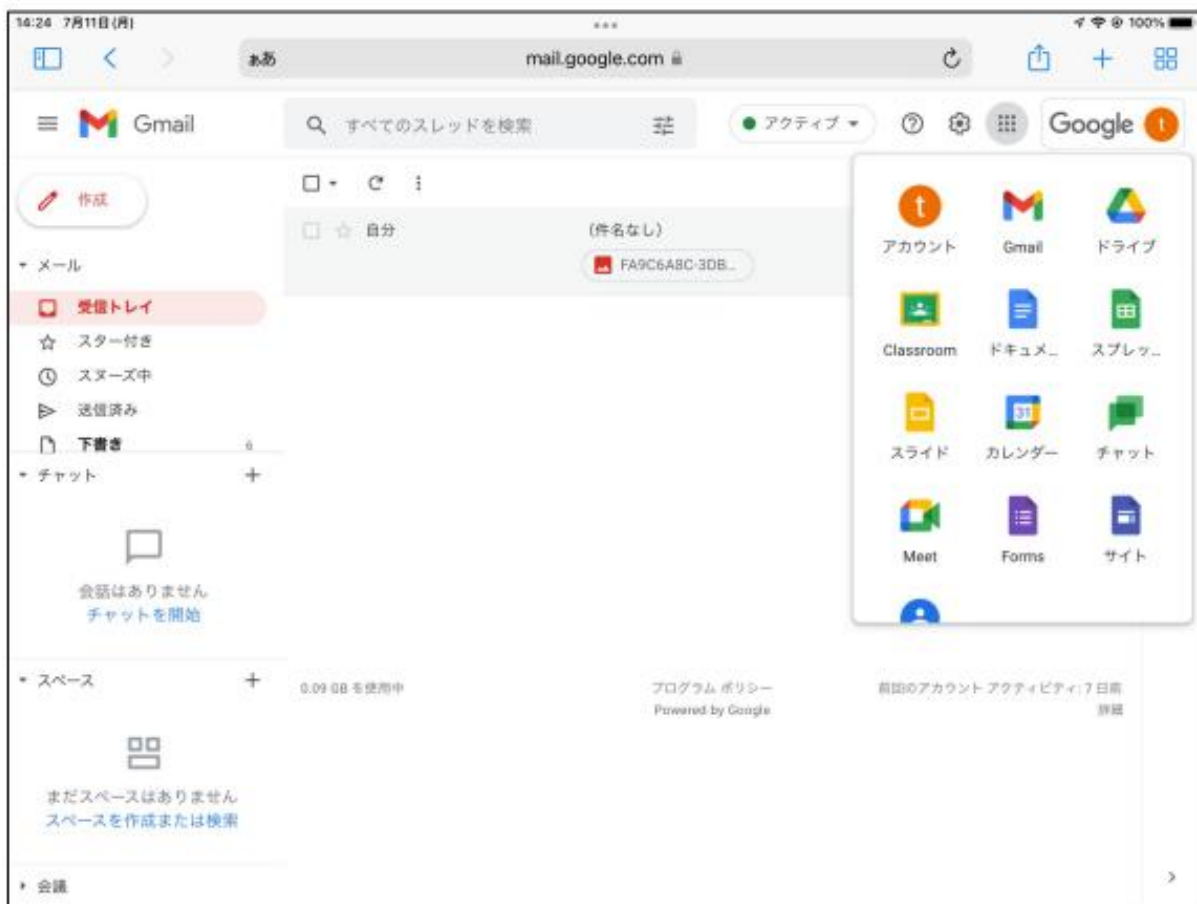 14:24 7月11日(月)
100%
ぁあ
mail.google.com
Gmail
すべてのスレッドを検索
アクティブ
Google
t
作成
メール
受信トレイ
スター付き
スヌーズ中
送信済み
下書き
6
チャット
会話はありません
チャットを開始
スペース
まだスペースはありません
スペースを作成または検索
会議
自分
(件名なし)
FA9C6A8C-3DB...
0.09 GB を使用中
プログラム ポリシー
Powered by Google
前回のアカウント アクティビティ: 7 日前
詳細
t
アカウント
Gmail
ドライブ
Classroom
ドキュメ...
スプレッ...
スライド
31
カレンダー
チャット
Meet
Forms
サイト